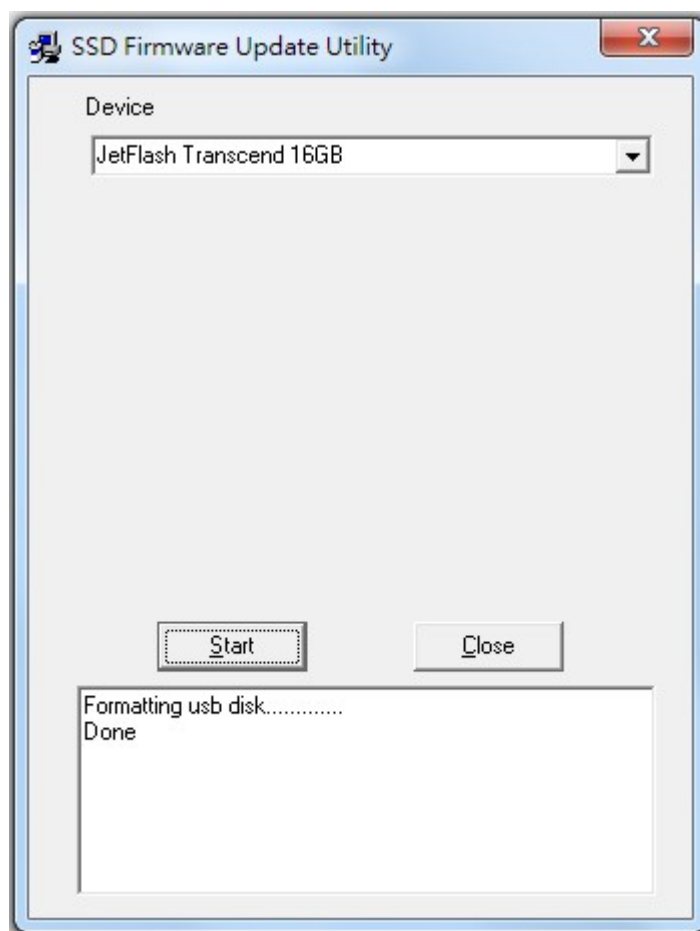 SSD Firmware Update Utility
Device
JetFlash Transcend 16GB
Start
Close
Formatting usb disk.............
Done